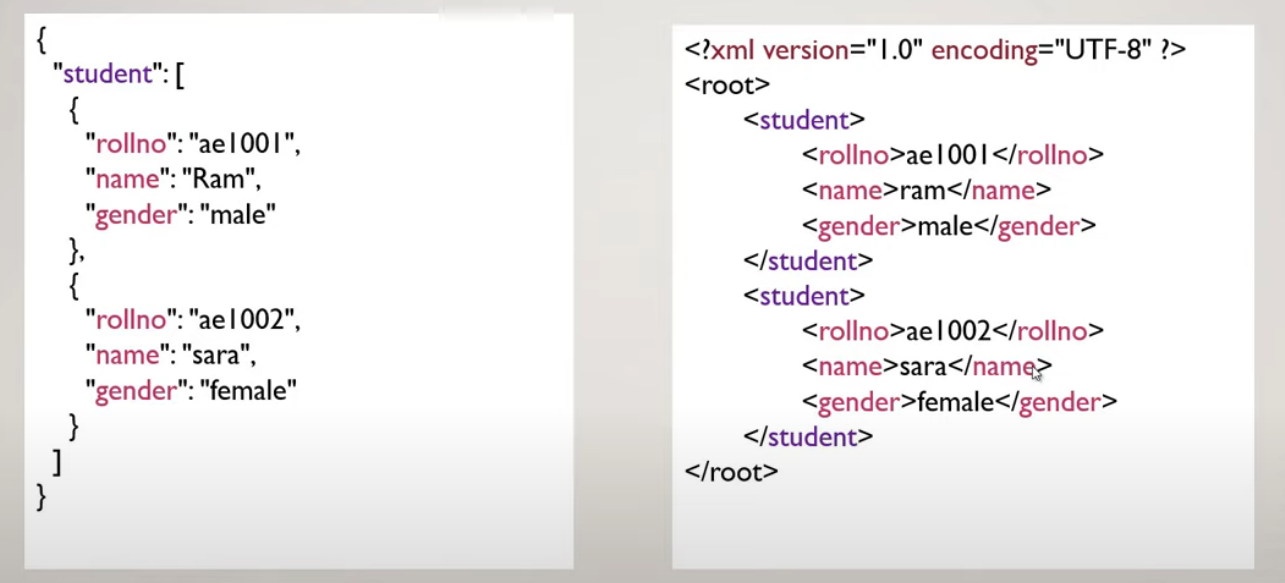 {
"student": [
{
"rollno": "ae1001",
"name": "Ram",
"gender": "male"
},
{
"rollno": "ae1002",
"name": "sara",
"gender": "female"
}
]
}
<?xml version="1.0" encoding="UTF-8" ?>
<root>
<student>
<rollno>ae1001</rollno>
<name>ram</name>
<gender>male</gender>
</student>
<student>
<rollno>ae1002</rollno>
<name>sara</name>
<gender>female</gender>
</student>
</root>